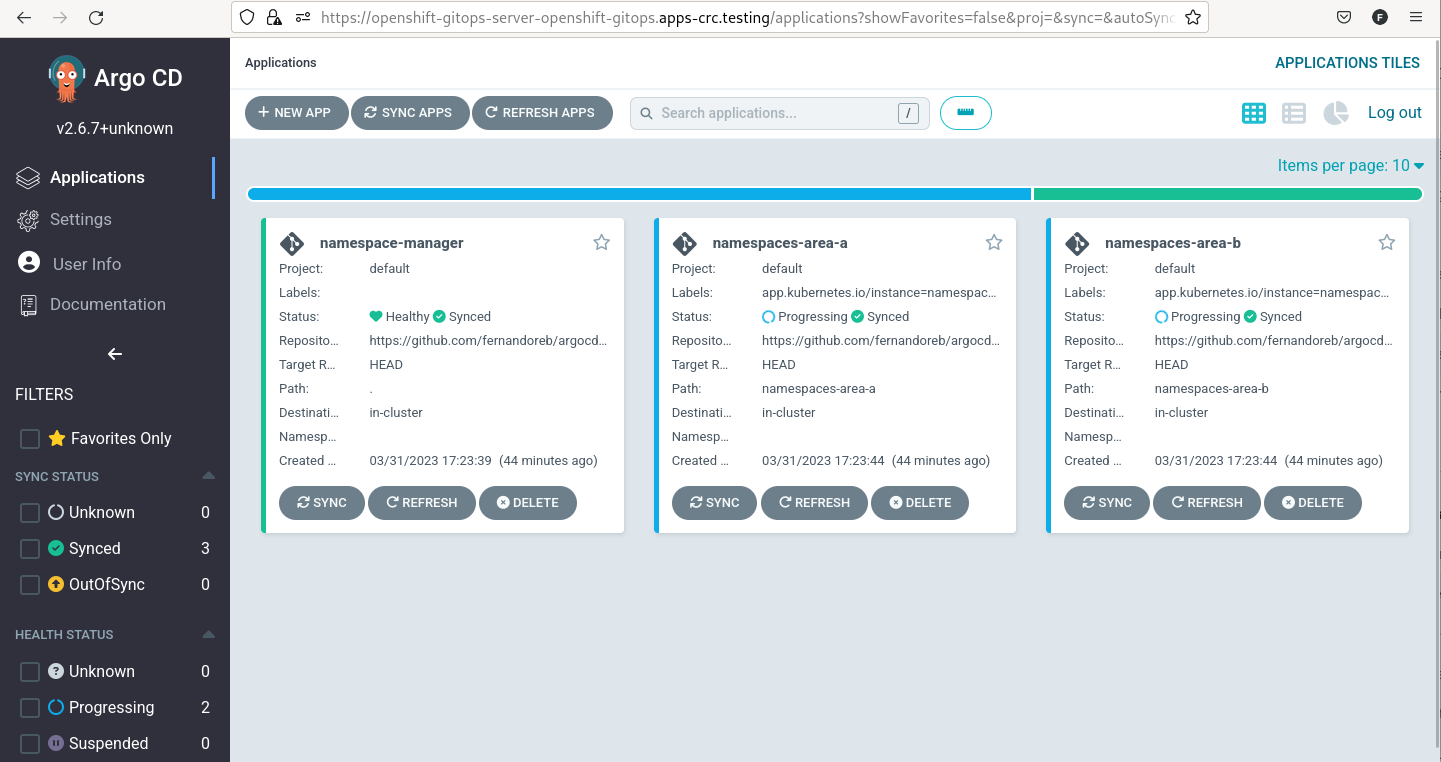 https://openshift-gitops-server-openshift-gitops.apps-crc.testing/applications?showFavorites=false&proj=&sync=&autoSync
F
Argo CD
v2.6.7+unknown
Applications
Settings
User Info
Documentation
FILTERS
Favorites Only
SYNC STATUS
Unknown 0
Synced 3
OutOfSync 0
HEALTH STATUS
Unknown 0
Progressing 2
Suspended 0
Applications
APPLICATIONS TILES
NEW APP SYNC APPS REFRESH APPS Search applications... / Log out
Items per page: 10
namespace-manager
Project: default
Labels:
Status: Healthy Synced
Reposito... https://github.com/fernandoreb/argocd...
Target R... HEAD
Path: .
Destinati... in-cluster
Namesp...
Created ... 03/31/2023 17:23:39 (44 minutes ago)
SYNC REFRESH DELETE
namespaces-area-a
Project: default
Labels: app.kubernetes.io/instance=namespac...
Status: Progressing Synced
Reposito... https://github.com/fernandoreb/argocd...
Target R... HEAD
Path: namespaces-area-a
Destinati... in-cluster
Namesp...
Created ... 03/31/2023 17:23:44 (44 minutes ago)
SYNC REFRESH DELETE
namespaces-area-b
Project: default
Labels: app.kubernetes.io/instance=namespac...
Status: Progressing Synced
Reposito... https://github.com/fernandoreb/argocd...
Target R... HEAD
Path: namespaces-area-b
Destinati... in-cluster
Namesp...
Created ... 03/31/2023 17:23:44 (44 minutes ago)
SYNC REFRESH DELETE